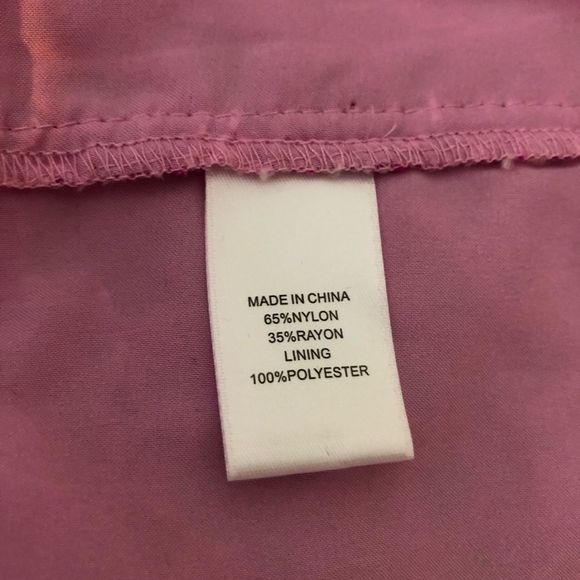 MADE IN CHINA
65%NYLON
35%RAYON
LINING
100%POLYESTER